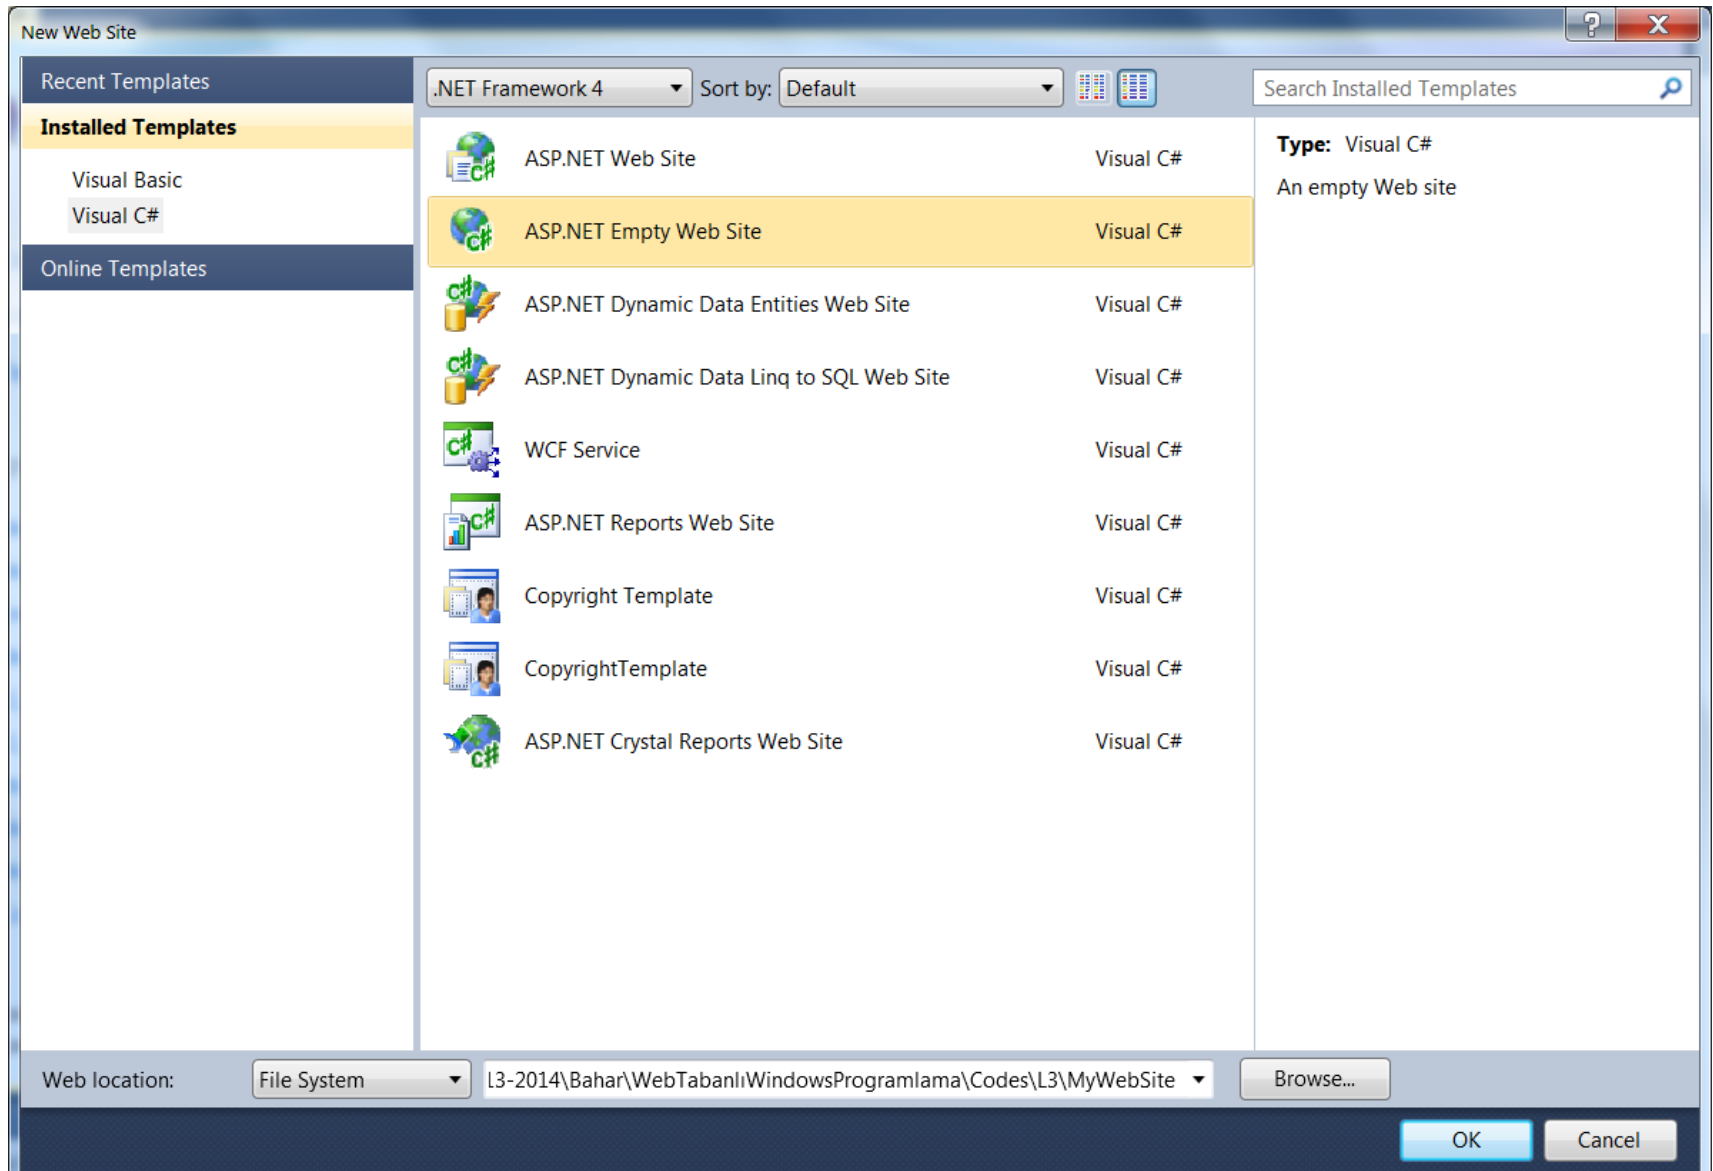 New Web Site
Recent Templates
Installed Templates
Visual Basic
Visual C#
Online Templates
.NET Framework 4
Sort by: Default
Search Installed Templates
ASP.NET Web Site Visual C#
ASP.NET Empty Web Site Visual C#
ASP.NET Dynamic Data Entities Web Site Visual C#
ASP.NET Dynamic Data Linq to SQL Web Site Visual C#
WCF Service Visual C#
ASP.NET Reports Web Site Visual C#
Copyright Template Visual C#
CopyrightTemplate Visual C#
ASP.NET Crystal Reports Web Site Visual C#
Type: Visual C#
An empty Web site
Web location: File System L3-2014\Bahar\WebTabanlıWindowsProgramlama\Codes\L3\MyWebSite Browse...
OK Cancel